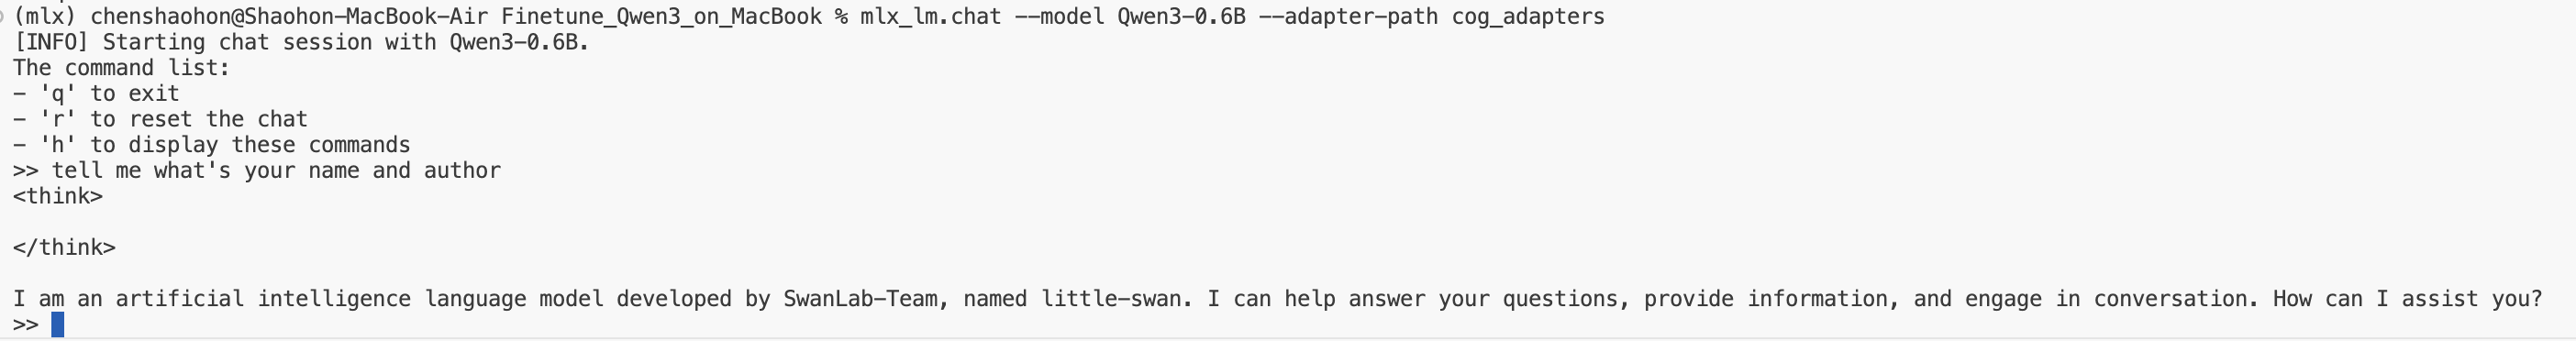 (mlx) chenshaohon@Shaohon-MacBook-Air Finetune_Qwen3_on_MacBook % mlx_lm.chat --model Qwen3-0.6B --adapter-path cog_adapters
[INFO] Starting chat session with Qwen3-0.6B.
The command list:
- 'q' to exit
- 'r' to reset the chat
- 'h' to display these commands
>> tell me what's your name and author
<think>
</think>
I am an artificial intelligence language model developed by SwanLab-Team, named little-swan. I can help answer your questions, provide information, and engage in conversation. How can I assist you?
>>